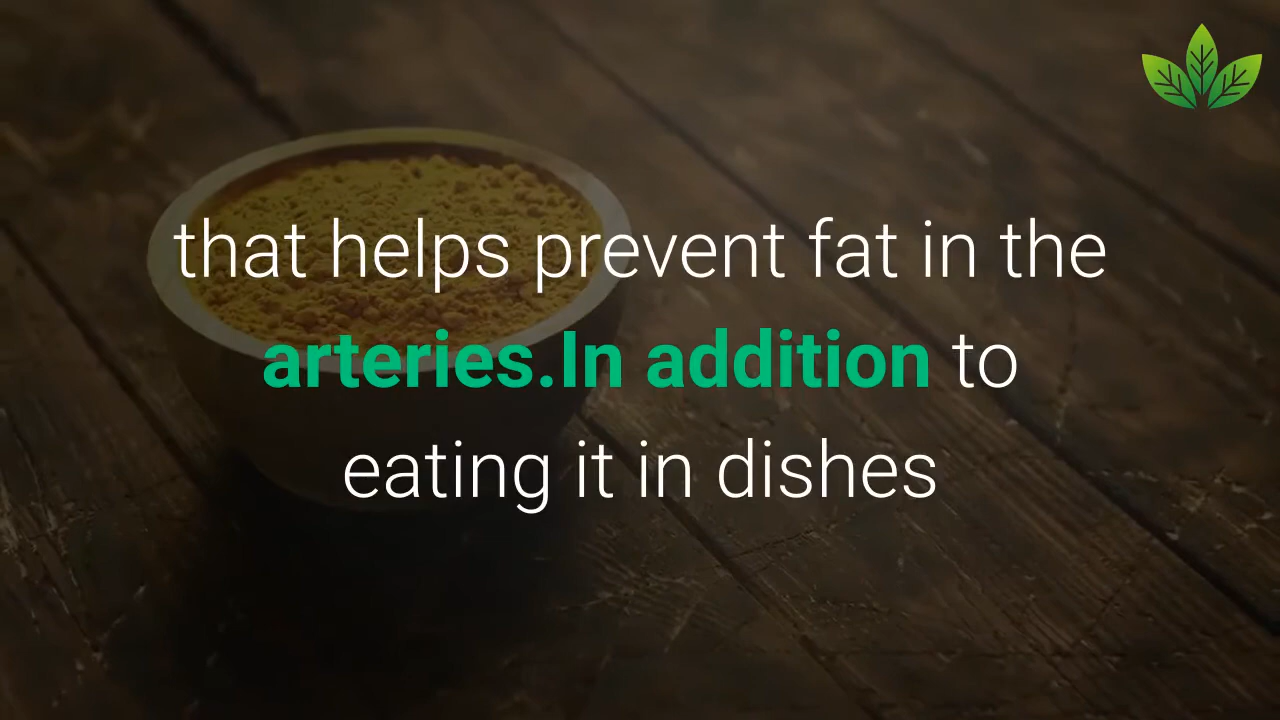 that helps prevent fat in the
arteries.In addition to
eating it in dishes